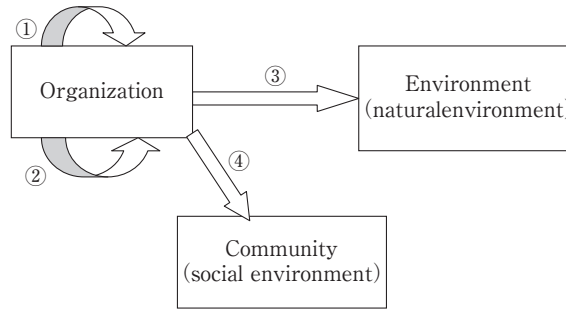 ①
Organization
②
③
④
Environment
(naturalenvironment)
Community
(social environment)